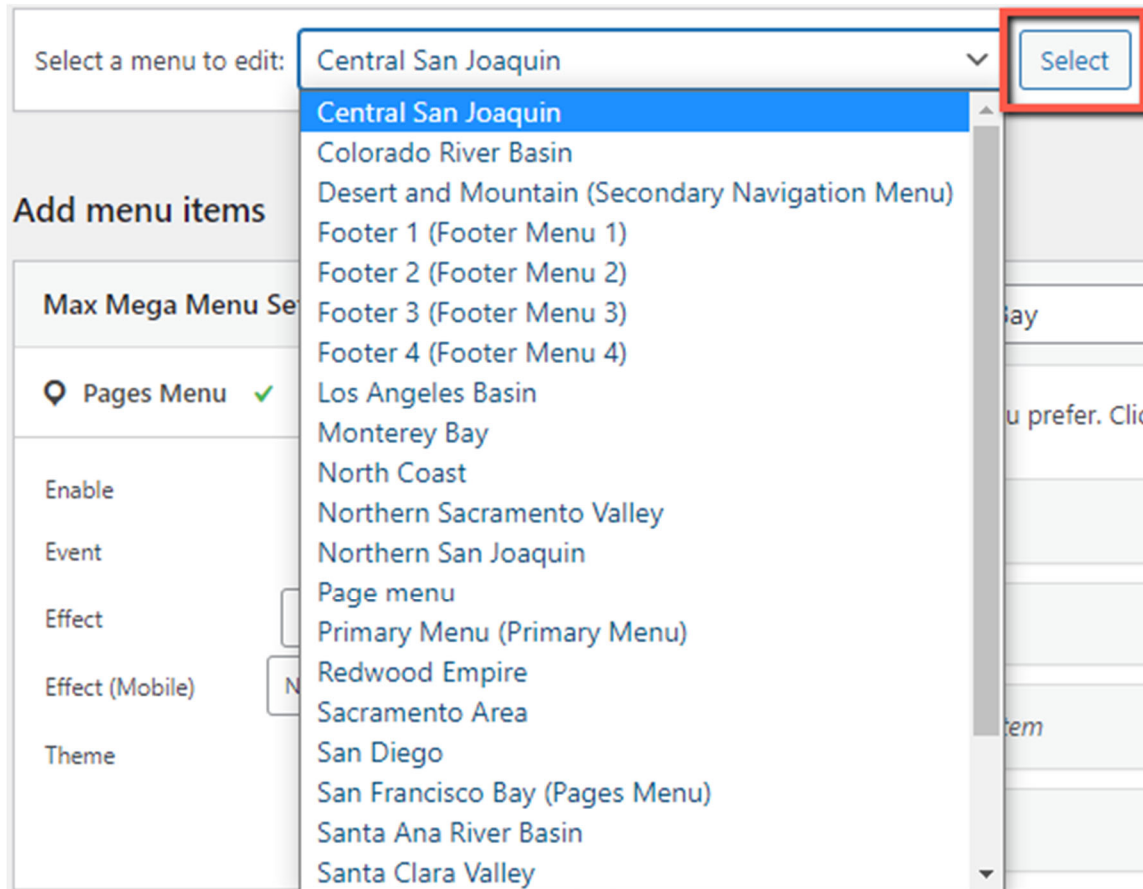 Select a menu to edit: Central San Joaquin Select
Central San Joaquin
Colorado River Basin
Desert and Mountain (Secondary Navigation Menu)
Footer 1 (Footer Menu 1)
Footer 2 (Footer Menu 2)
Footer 3 (Footer Menu 3)
Footer 4 (Footer Menu 4)
Los Angeles Basin
Monterey Bay
North Coast
Northern Sacramento Valley
Northern San Joaquin
Page menu
Primary Menu (Primary Menu)
Redwood Empire
Sacramento Area
San Diego
San Francisco Bay (Pages Menu)
Santa Ana River Basin
Santa Clara Valley
Add menu items
Max Mega Menu Se
Pages Menu
Enable
Event
Effect
Effect (Mobile) N
Theme
Bay
u prefer. Clic
tem